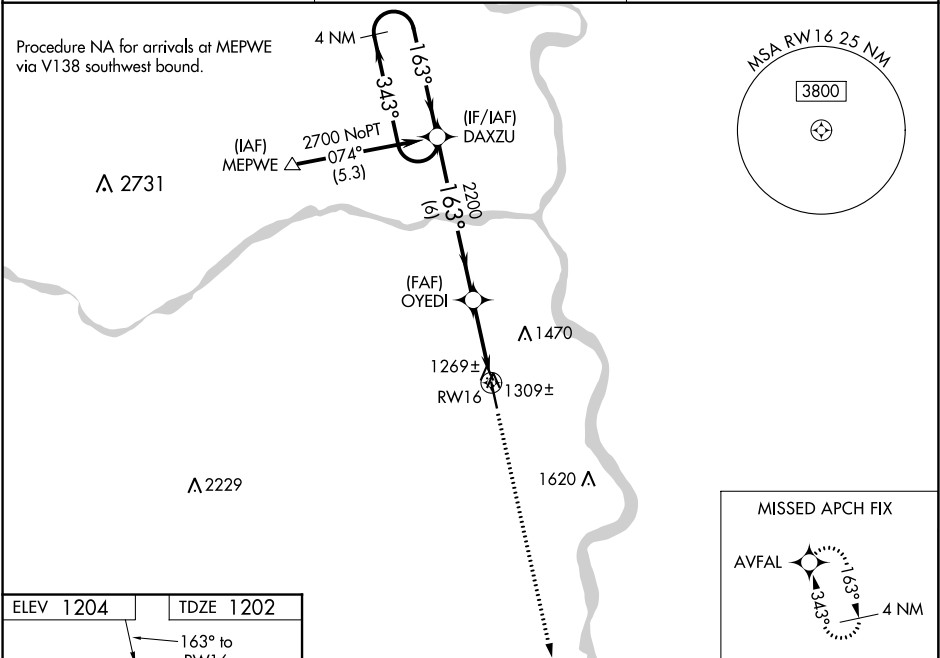 Procedure NA for arrivals at MEPWE
via V138 southwest bound.
4 NM
163°
343°
MSA RW16 25 NM
3800
(IF/IAF)
DAXZU
(IAF)
MEPWE
2700 NoPT
074°
(5.3)
2731
2200
163°
(6)
(FAF)
OYEDI
1470
1269±
RW16
1309±
2229
1620
MISSED APCH FIX
AVFAL
163°
343°
4 NM
ELEV 1204
TDZE 1202
163° to
RW16